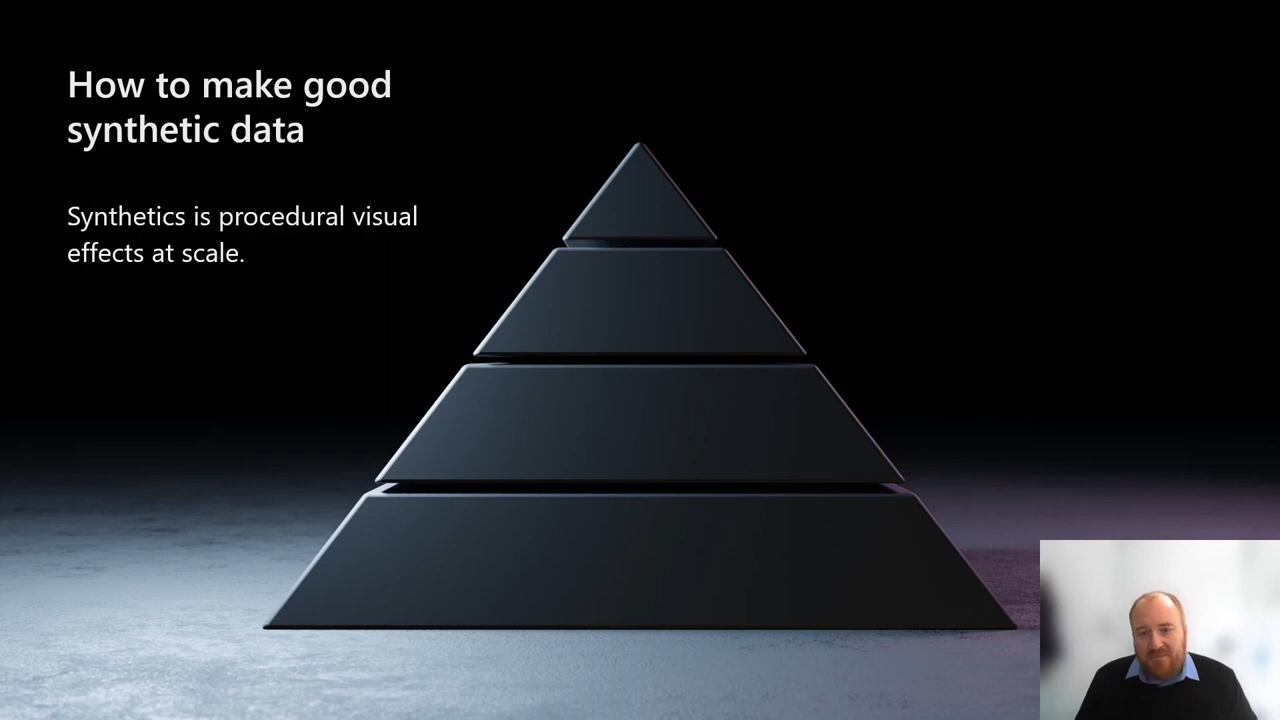 How to make good
synthetic data
Synthetics is procedural visual
effects at scale.